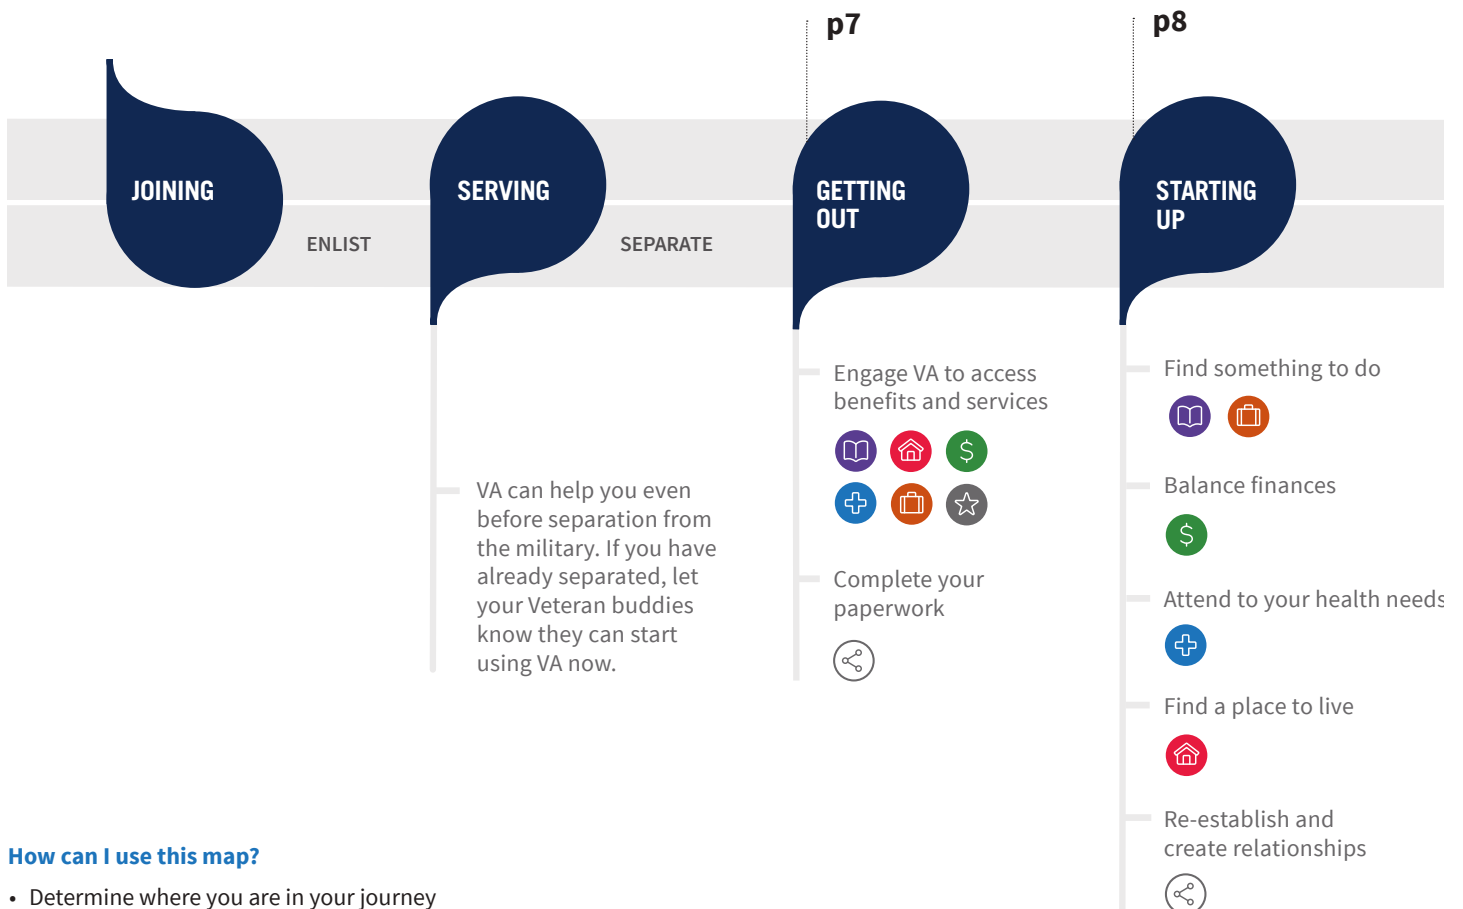 p7
p8
JOINING
SERVING
GETTING
OUT
STARTING
UP
ENLIST
SEPARATE
VA can help you even
before separation from
the military. If you have
already separated, let
your Veteran buddies
know they can start
using VA now.
Engage VA to access
benefits and services
Complete your
paperwork
Find something to do
Balance finances
Attend to your health needs
Find a place to live
Re-establish and
create relationships
How can I use this map?
• Determine where you are in your journey